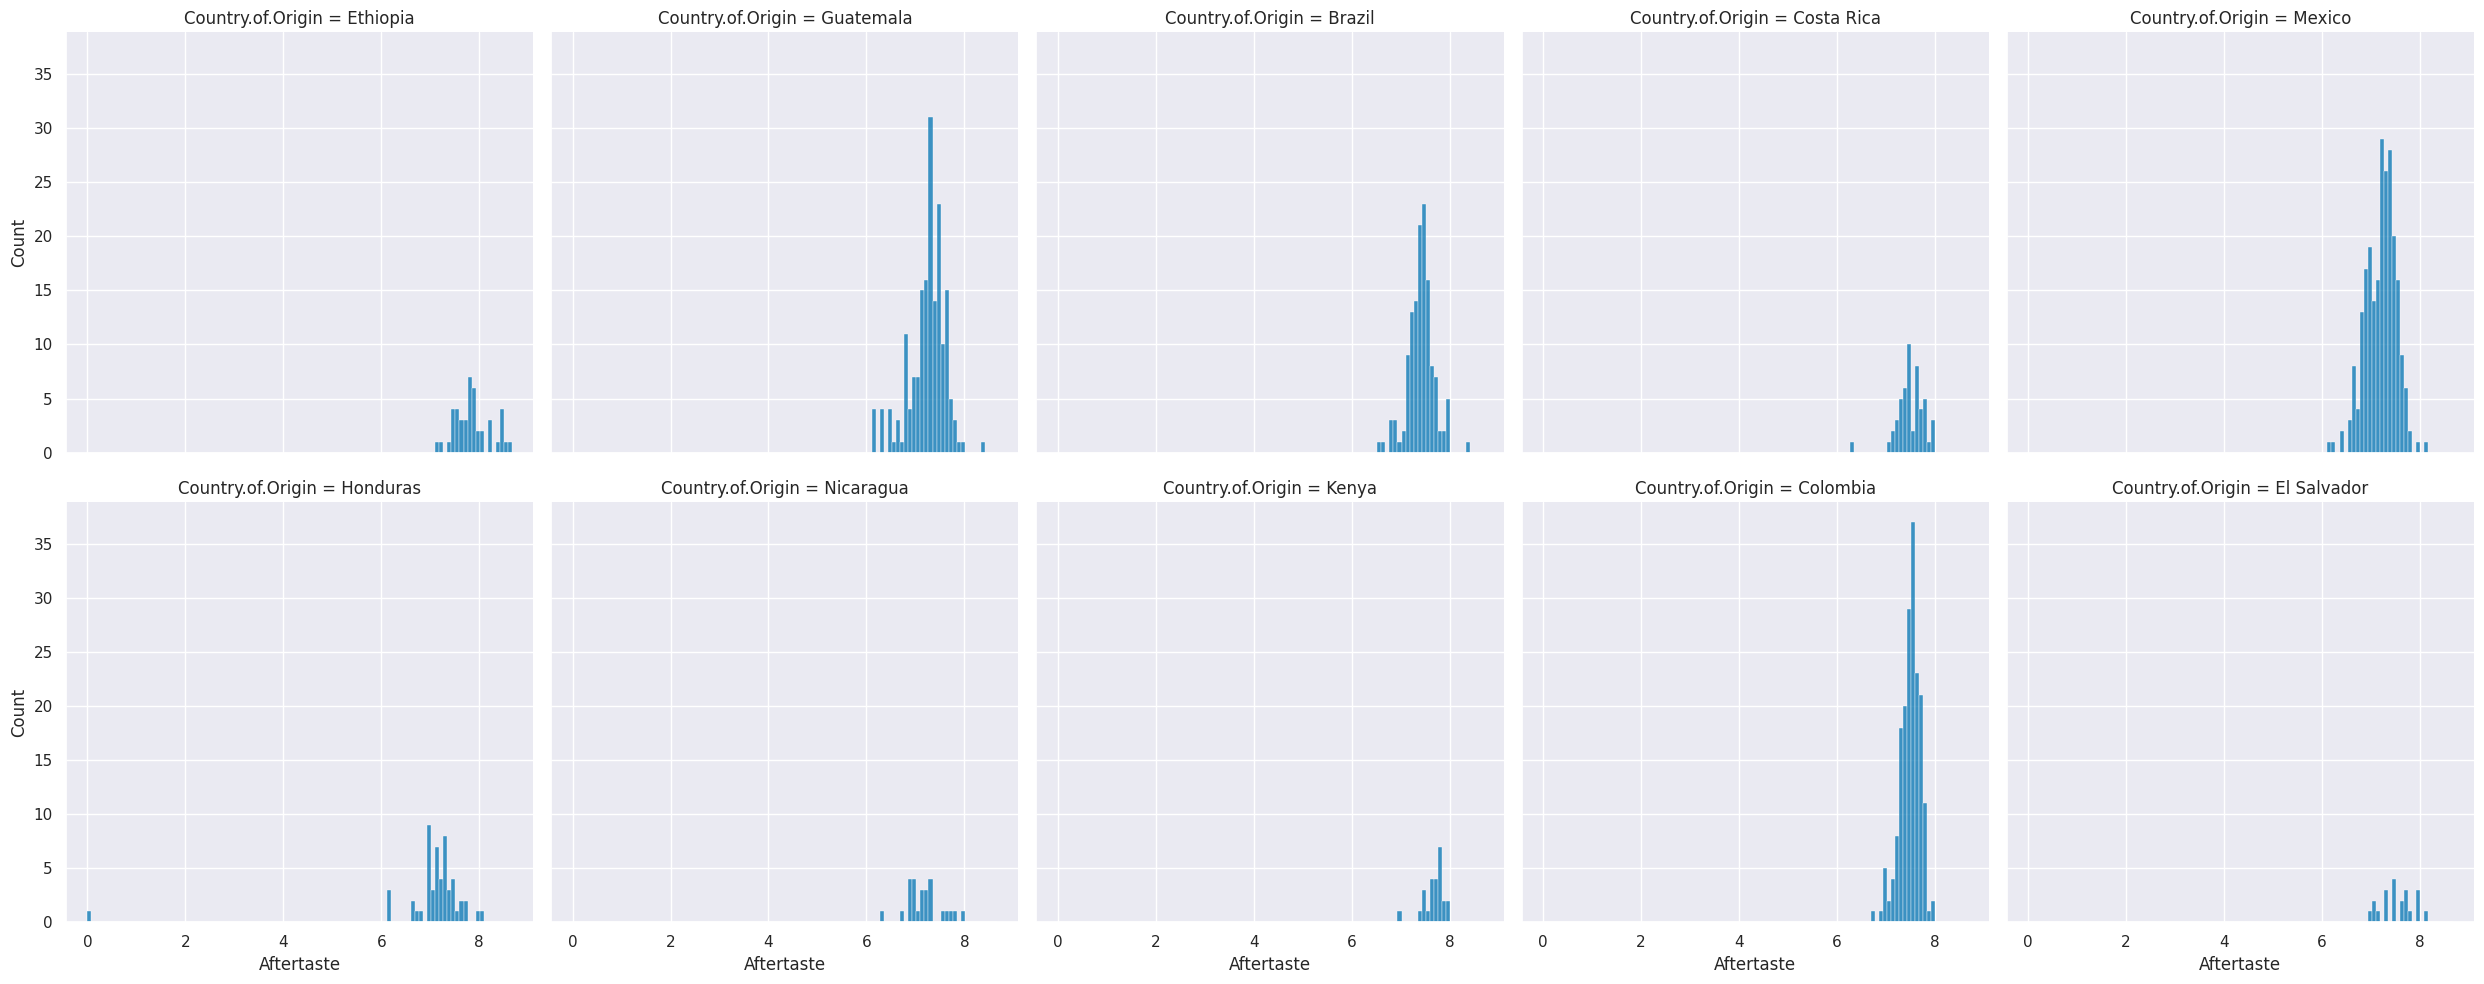 Country.of.Origin = Ethiopia
Country.of.Origin = Guatemala
Country.of.Origin = Brazil
Country.of.Origin = Costa Rica
Country.of.Origin = Mexico
35
30
25
20
15
10
5
0
Count
Country.of.Origin = Honduras
Country.of.Origin = Nicaragua
Country.of.Origin = Kenya
Country.of.Origin = Colombia
Country.of.Origin = El Salvador
35
30
25
20
15
10
5
0
Count
0 2 4 6 8
0 2 4 6 8
0 2 4 6 8
0 2 4 6 8
0 2 4 6 8
Aftertaste
Aftertaste
Aftertaste
Aftertaste
Aftertaste